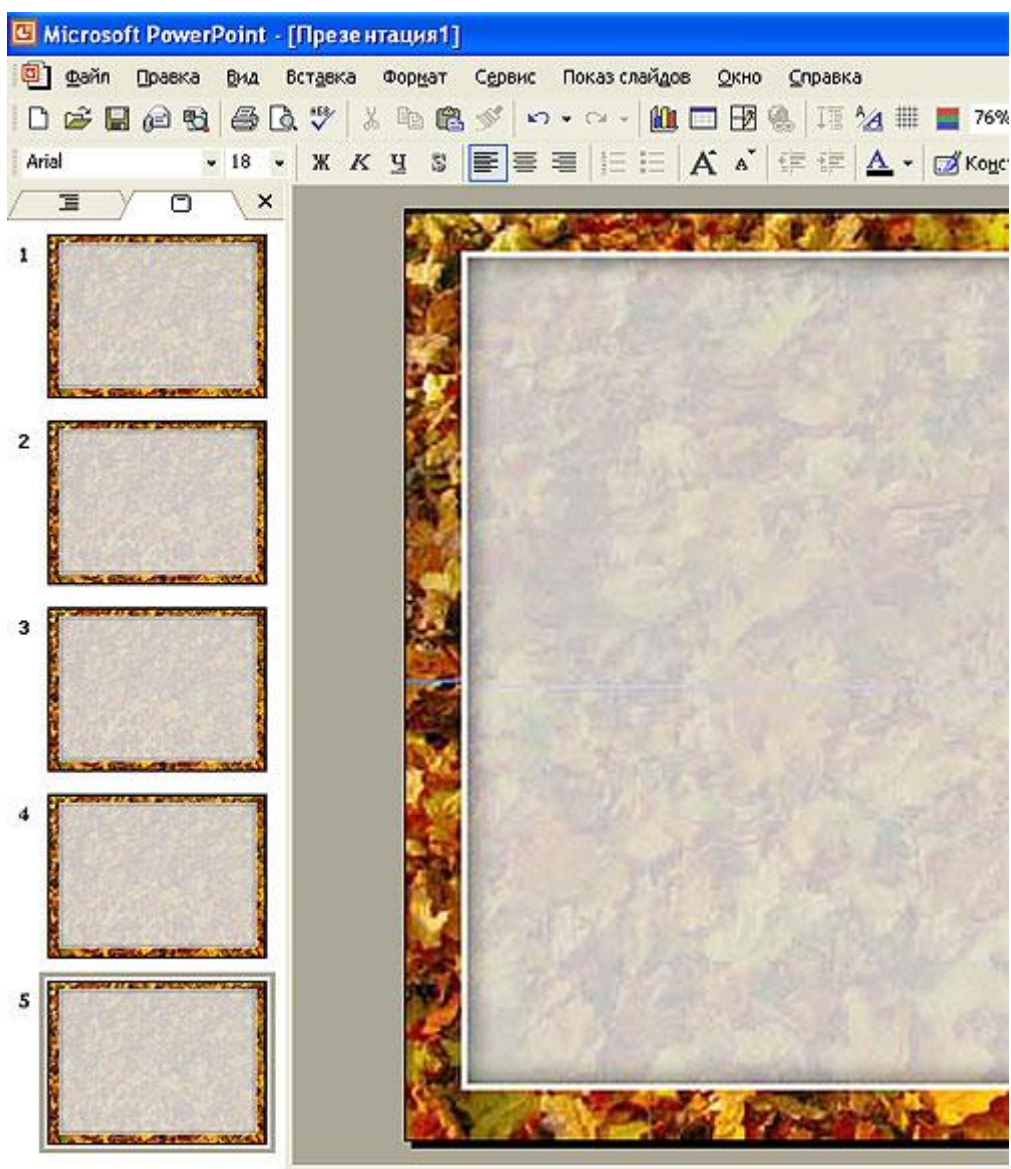 Microsoft PowerPoint - [Презентация1]
Файл Правка Вид Вставка Формат Сервис Показ слайдов Окно Справка
76%
Arial 18 Ж К Ч S A A A Конс
1
2
3
4
5